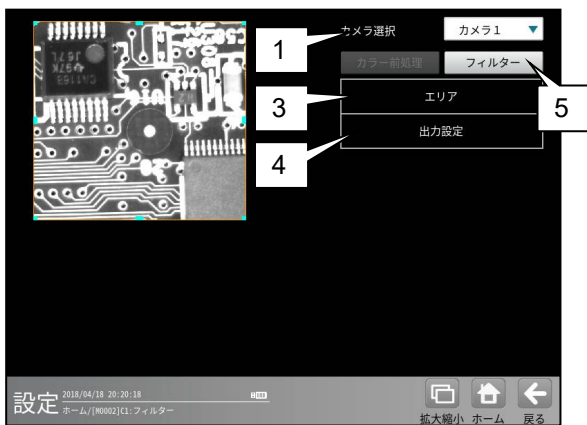 カメラ選択 カメラ1
1
カラー前処理 フィルター
3
エリア
5
4
出力設定
設定
2018/04/18 20:20:18
ホーム/[M0002]C1:フィルター
拡大縮小 ホーム 戻る